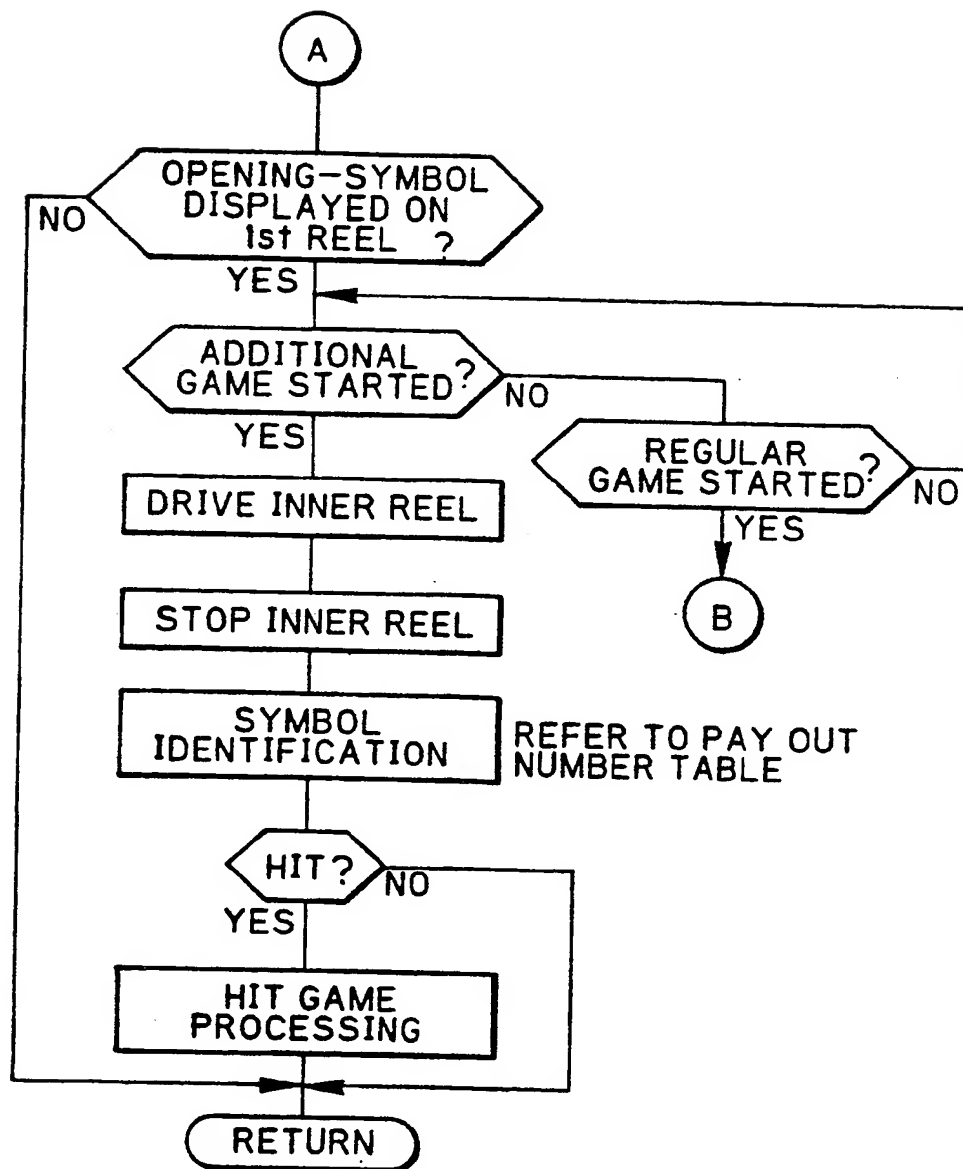 A
OPENING-SYMBOL
DISPLAYED ON
1st REEL ?
NO
YES
ADDITIONAL
GAME STARTED?
NO
YES
REGULAR
GAME STARTED?
NO
YES
B
DRIVE INNER REEL
STOP INNER REEL
SYMBOL
IDENTIFICATION
REFER TO PAY OUT
NUMBER TABLE
HIT?
NO
YES
HIT GAME
PROCESSING
RETURN